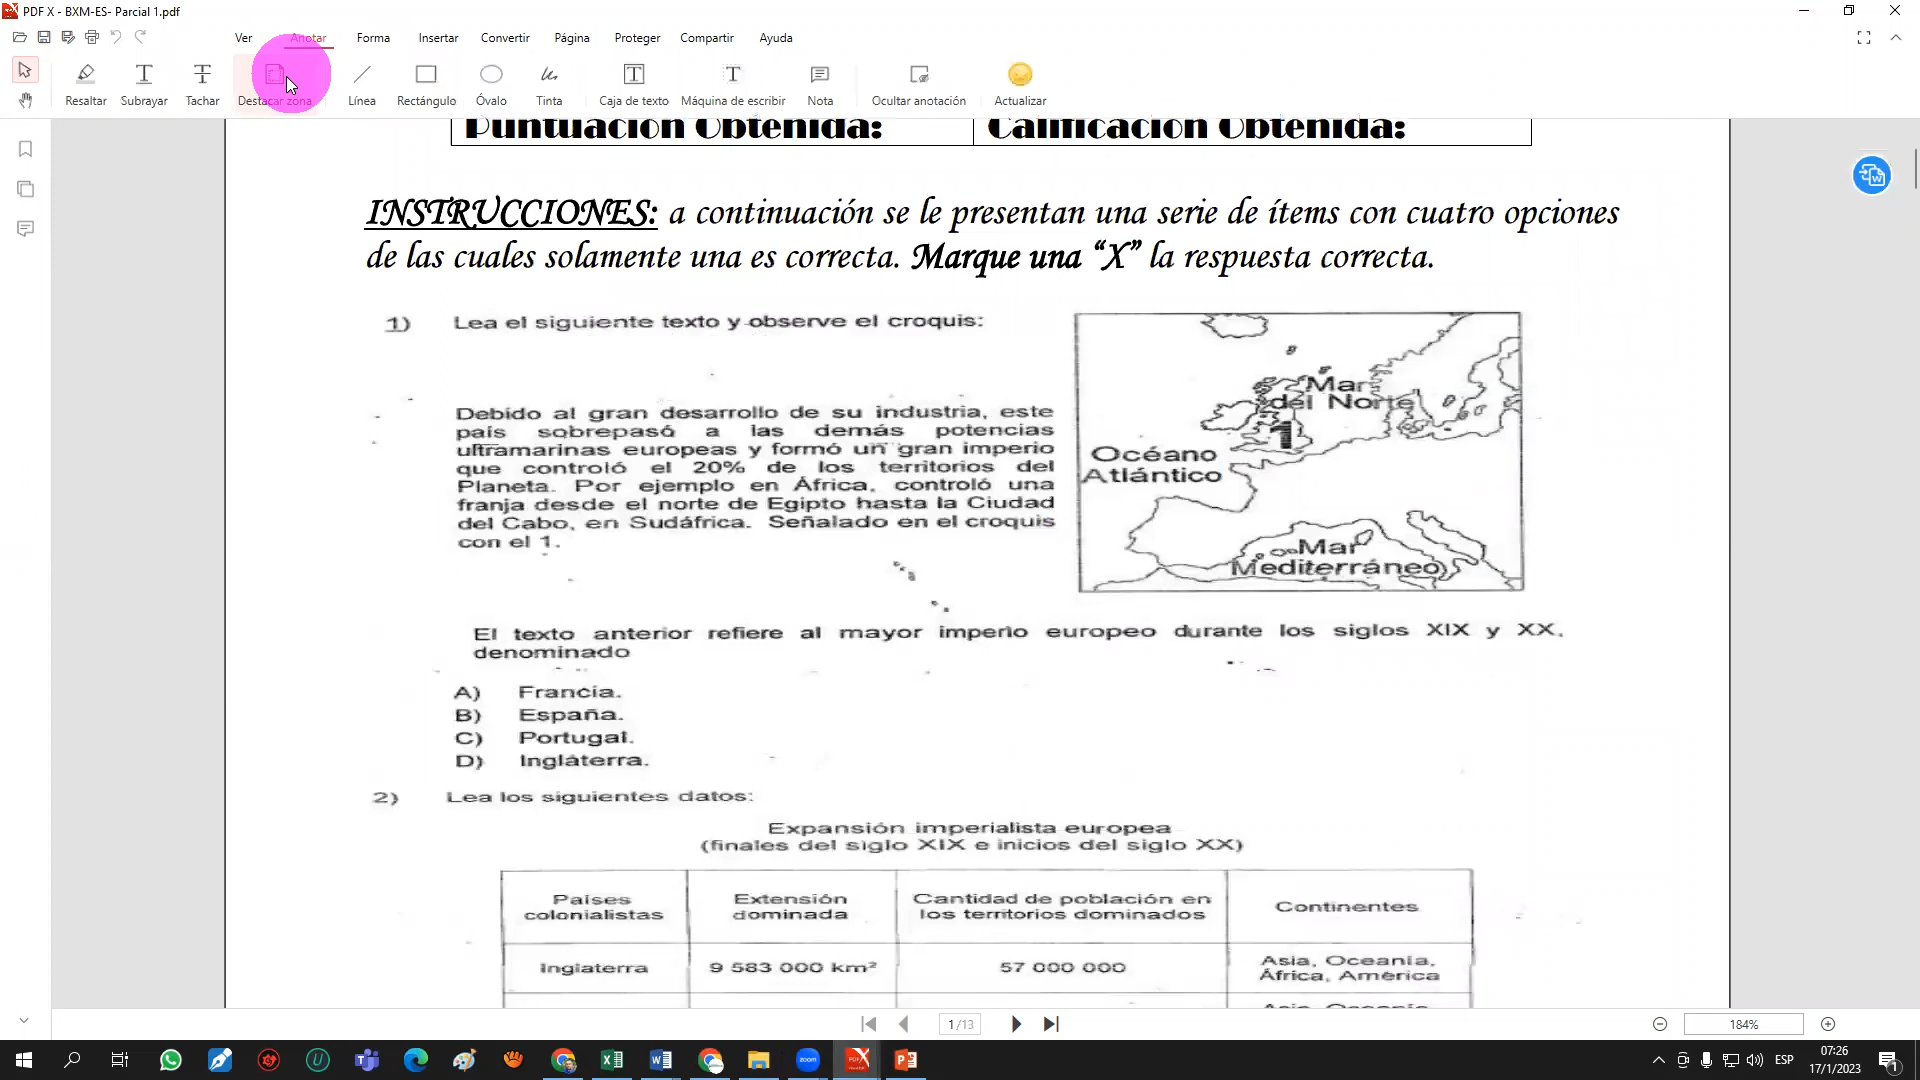 PDF X - BXM-ES- Parcial 1.pdf
Ver Anotar Forma Insertar Convertir Página Proteger Compartir Ayuda
Resaltar Subrayar Tachar Destacar zona Línea Rectángulo Óvalo Tinta Caja de texto Máquina de escribir Nota Ocultar anotación Actualizar
Puntuación Obtenida: Calificación Obtenida:
INSTRUCCIONES: a continuación se le presentan una serie de ítems con cuatro opciones
de las cuales solamente una es correcta. Marque una “X” la respuesta correcta.
1) Lea el siguiente texto y observe el croquis:
Debido al gran desarrollo de su industria, este
país sobrepasó a las demás potencias
ultramarinas europeas y formó un gran imperio
que controló el 20% de los territorios del
Planeta. Por ejemplo en África, controló una
franja desde el norte de Egipto hasta la Ciudad
del Cabo, en Sudáfrica. Señalado en el croquis
con el 1.
Mar
del Norte
1
Océano
Atlántico
Mar
Mediterráneo
El texto anterior refiere al mayor imperio europeo durante los siglos XIX y XX,
denominado
A) Francia.
B) España.
C) Portugal.
D) Inglaterra.
2) Lea los siguientes datos:
Expansión imperialista europea
(finales del siglo XIX e inicios del siglo XX)
Países
colonialistas
Extensión
dominada
Cantidad de población en
los territorios dominados
Continentes
Inglaterra 9 583 000 km² 57 000 000
Asia, Oceanía,
África, América
1 /13
184%
ESP
07:26
17/1/2023